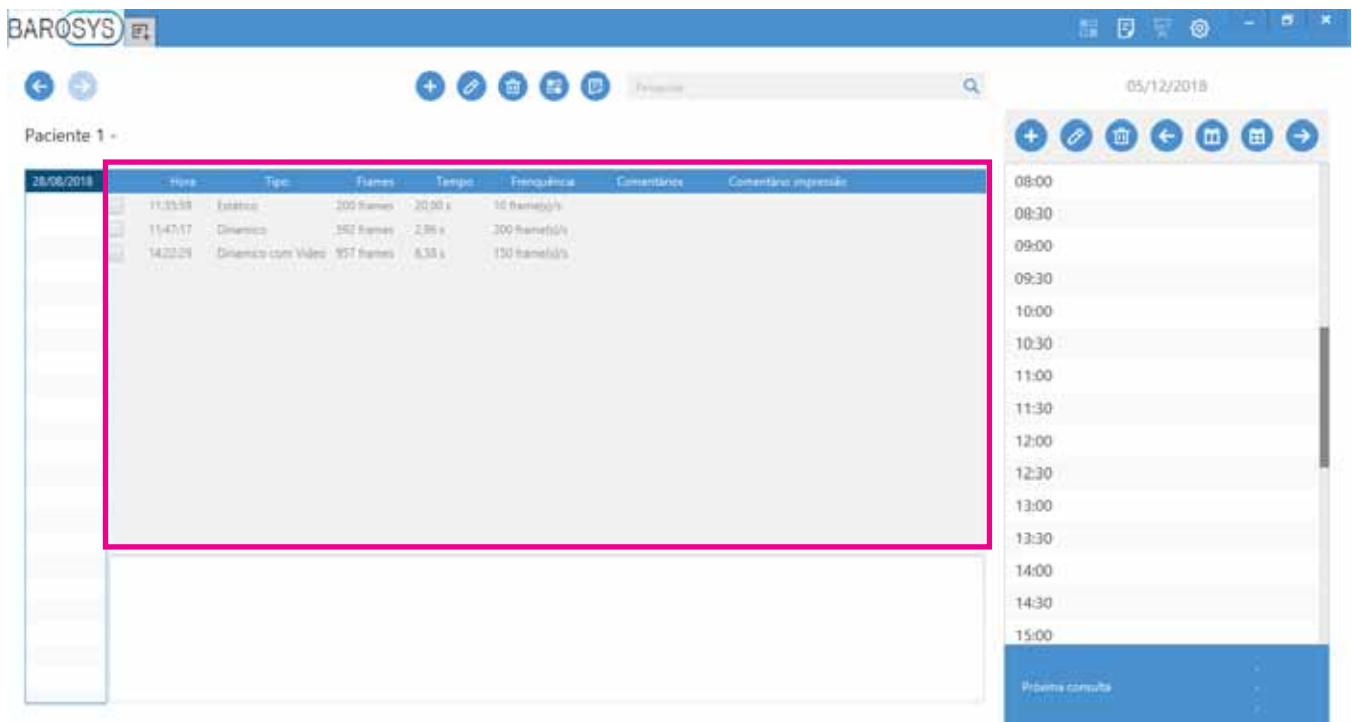 BAROSYS
Pesquisar
05/12/2018
Paciente 1 -
28/08/2018
Hora Tipo Frames Tempo Frenquência Comentários Comentário impressão
11:35:59 Estático 200 frames 20,00 s 10 frame(s)/s
11:47:17 Dinamico 592 frames 2,96 s 200 frame(s)/s
14:22:29 Dinamico com Video 957 frames 6,38 s 150 frame(s)/s
08:00
08:30
09:00
09:30
10:00
10:30
11:00
11:30
12:00
12:30
13:00
13:30
14:00
14:30
15:00
Próxima consulta